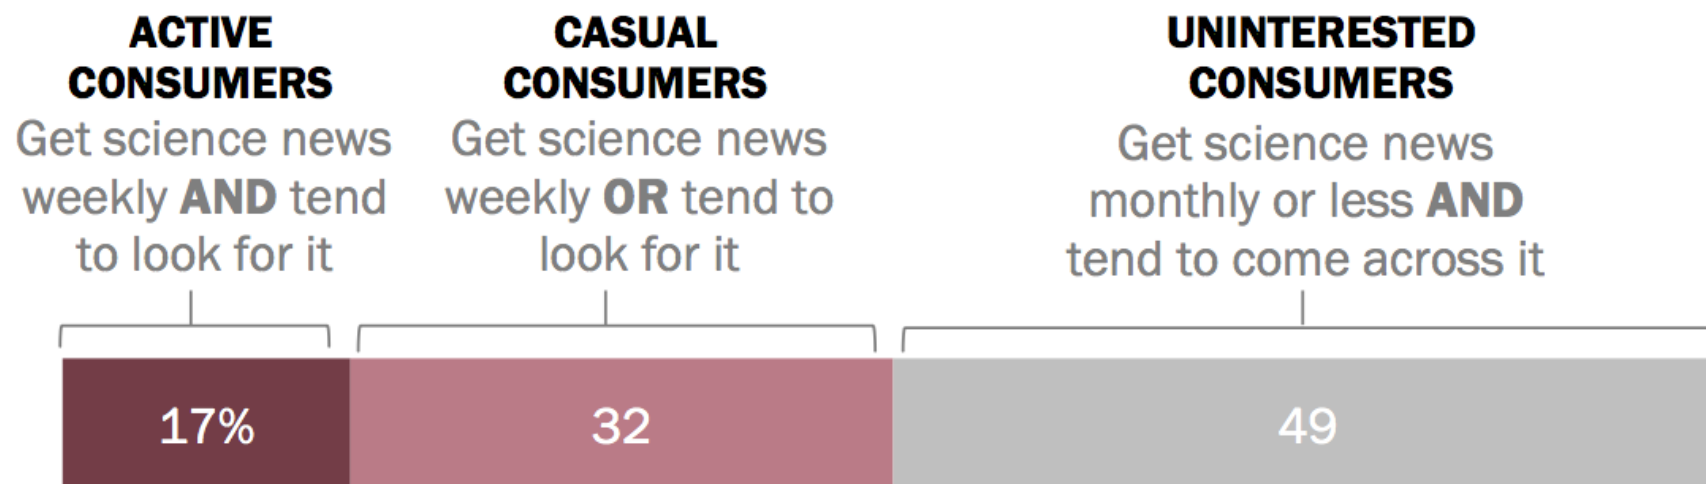 ACTIVE
CONSUMERS
Get science news
weekly AND tend
to look for it
CASUAL
CONSUMERS
Get science news
weekly OR tend to
look for it
UNINTERESTED
CONSUMERS
Get science news
monthly or less AND
tend to come across it
17%
32
49